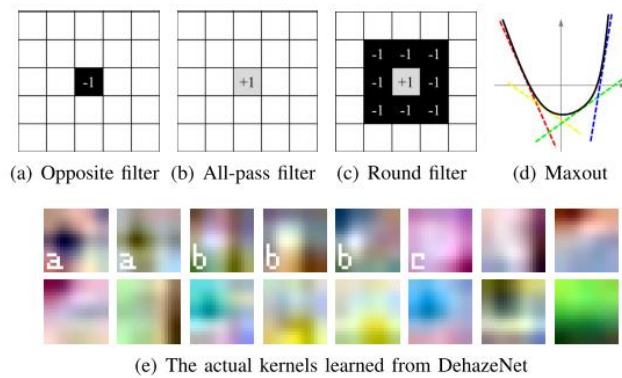 -1
+1
-1 -1 -1
-1 +1 -1
-1 -1 -1
(a) Opposite filter (b) All-pass filter (c) Round filter (d) Maxout
a a b b b c
(e) The actual kernels learned from DehazeNet